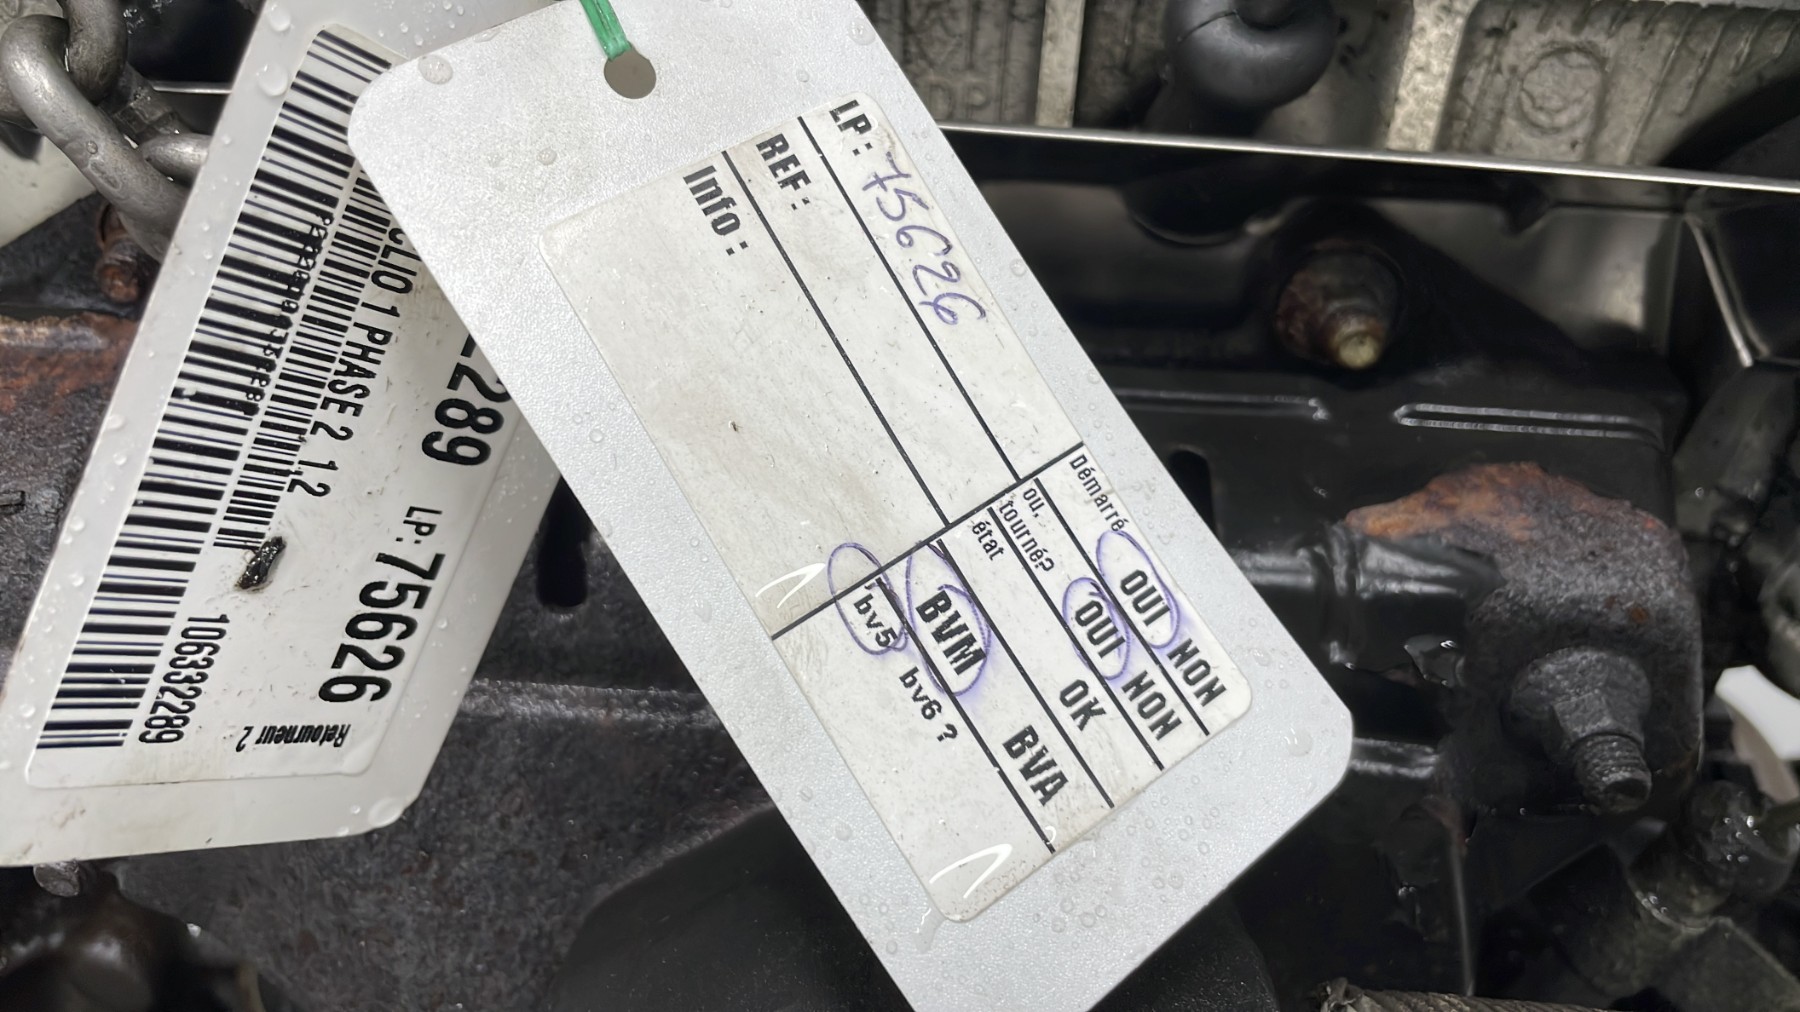 LP: 75626
REF:
Info:
Démarré OUI NON
ou, tourné? OUI NON
état OK
BVM BVA
bv5 bv6 ?
289 LP: 75626
CLIO 1 PHASE 2 1.2
106332289
Retourneur 2